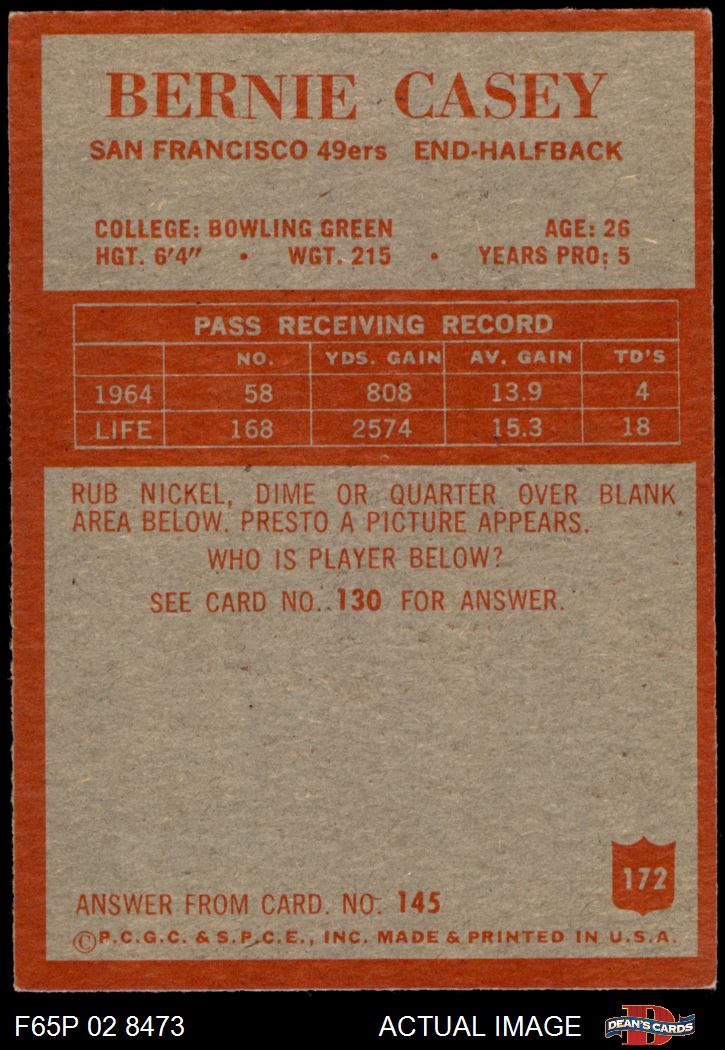 BERNIE CASEY
SAN FRANCISCO 49ers END-HALFBACK
COLLEGE: BOWLING GREEN AGE: 26
HGT. 6'4" • WGT. 215 • YEARS PRO: 5
PASS RECEIVING RECORD
NO. YDS. GAIN AV. GAIN TD'S
1964 58 808 13.9 4
LIFE 168 2574 15.3 18
RUB NICKEL, DIME OR QUARTER OVER BLANK
AREA BELOW. PRESTO A PICTURE APPEARS.
WHO IS PLAYER BELOW?
SEE CARD NO. 130 FOR ANSWER.
172
ANSWER FROM CARD. NO. 145
©P.C.G.C. & S.P.C.E., INC. MADE & PRINTED IN U.S.A.
F65P 02 8473 ACTUAL IMAGE DEAN'S CARDS